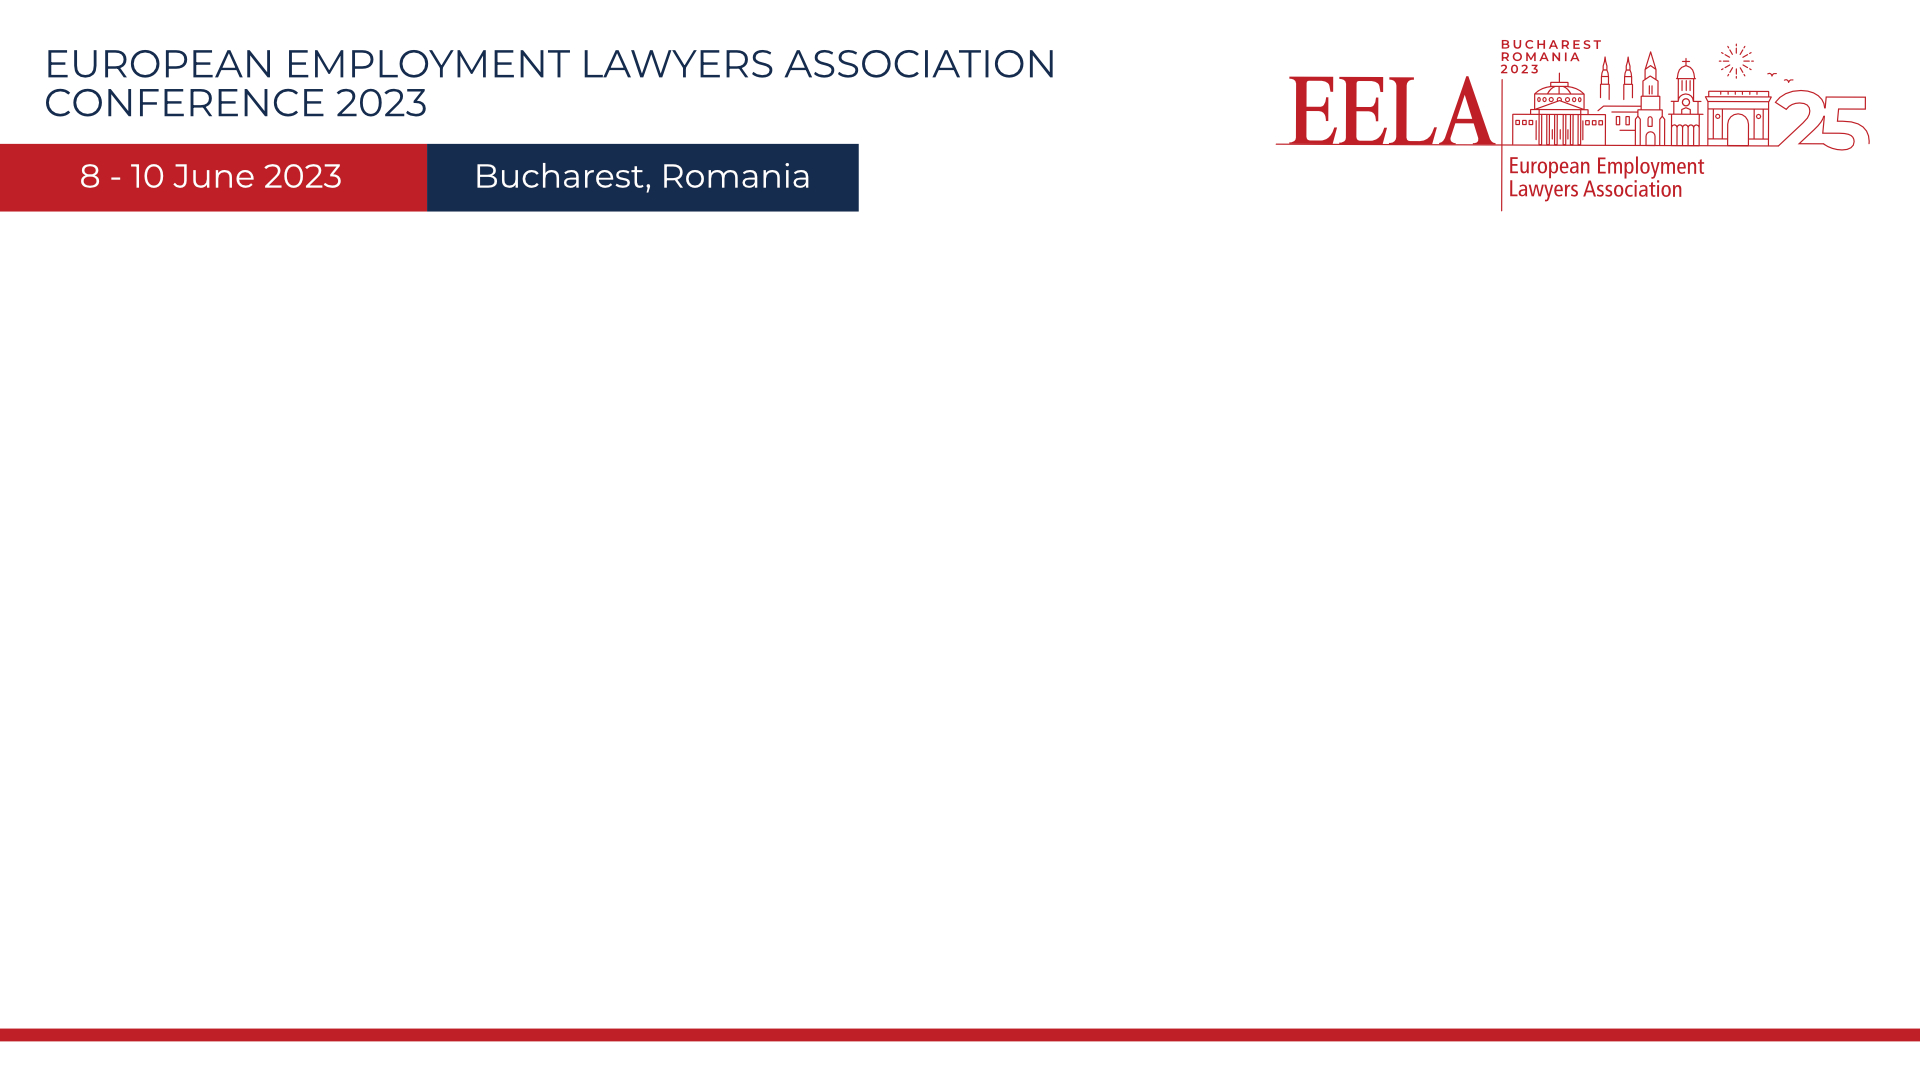 EUROPEAN EMPLOYMENT LAWYERS ASSOCIATION
CONFERENCE 2023
8 - 10 June 2023
Bucharest, Romania
BUCHAREST
ROMANIA
2023
EELA
25
European Employment
Lawyers Association